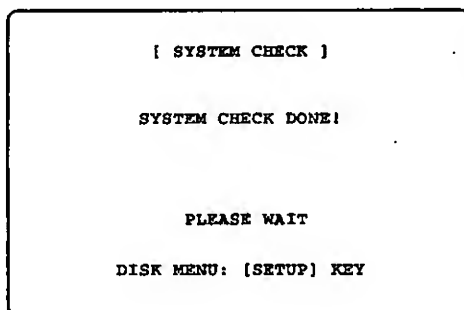 [ SYSTEM CHECK ]
SYSTEM CHECK DONE!
PLEASE WAIT
DISK MENU: [SETUP] KEY